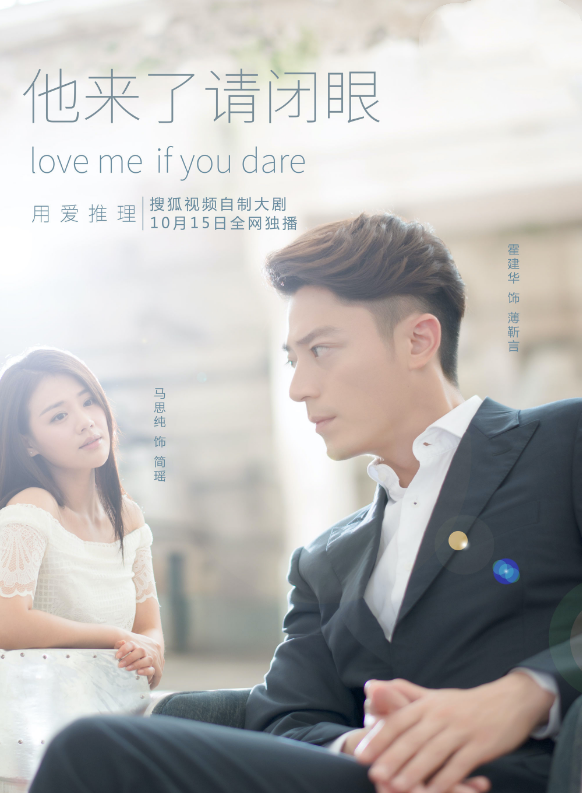 他来了请闭眼
love me if you dare
用爱推理
搜狐视频自制大剧
10月15日全网独播
霍建华 饰 薄靳言
马思纯 饰 简瑶